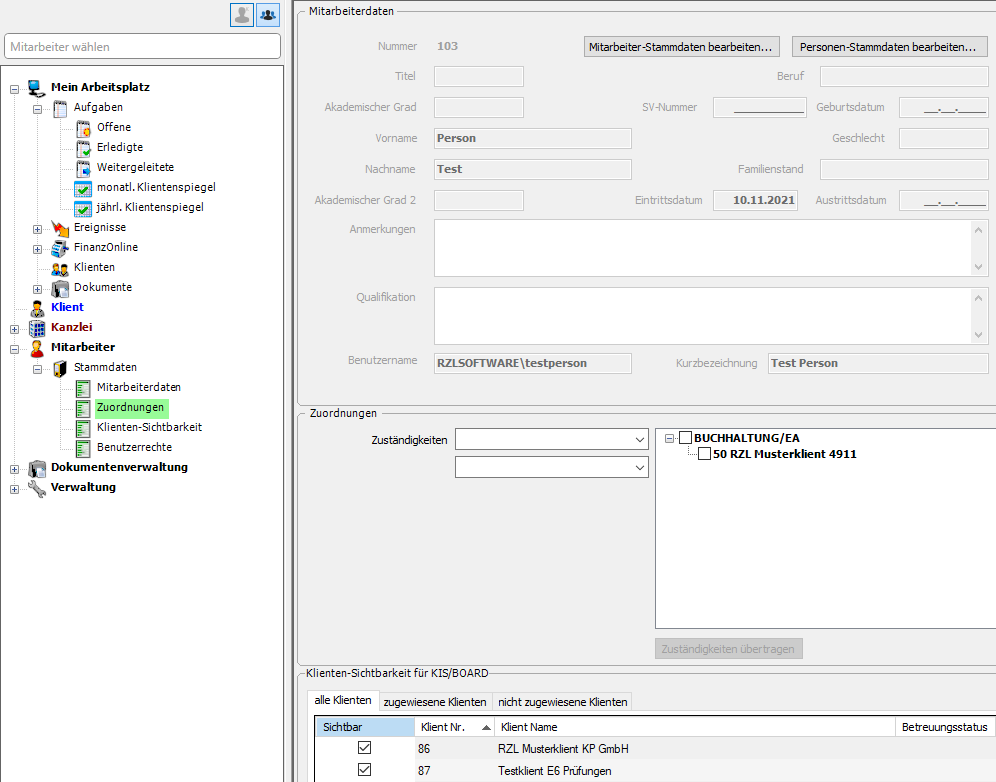 Mitarbeiter wählen
Mein Arbeitsplatz
Aufgaben
Offene
Erledigte
Weitergeleitete
monatl. Klientenspiegel
jährl. Klientenspiegel
Ereignisse
FinanzOnline
Klienten
Dokumente
Klient
Kanzlei
Mitarbeiter
Stammdaten
Mitarbeiterdaten
Zuordnungen
Klienten-Sichtbarkeit
Benutzerrechte
Dokumentenverwaltung
Verwaltung
Mitarbeiterdaten
Nummer 103 Mitarbeiter-Stammdaten bearbeiten... Personen-Stammdaten bearbeiten...
Titel Beruf
Akademischer Grad SV-Nummer __________ Geburtsdatum __.__.____
Vorname Person Geschlecht
Nachname Test Familienstand
Akademischer Grad 2 Eintrittsdatum 10.11.2021 Austrittsdatum __.__.____
Anmerkungen
Qualifikation
Benutzername RZLSOFTWARE\testperson Kurzbezeichnung Test Person
Zuordnungen
Zuständigkeiten
BUCHHALTUNG/EA
50 RZL Musterklient 4911
Zuständigkeiten übertragen
Klienten-Sichtbarkeit für KIS/BOARD
alle Klienten zugewiesene Klienten nicht zugewiesene Klienten
Sichtbar Klient Nr. Klient Name Betreuungsstatus
86 RZL Musterklient KP GmbH
87 Testklient E6 Prüfungen